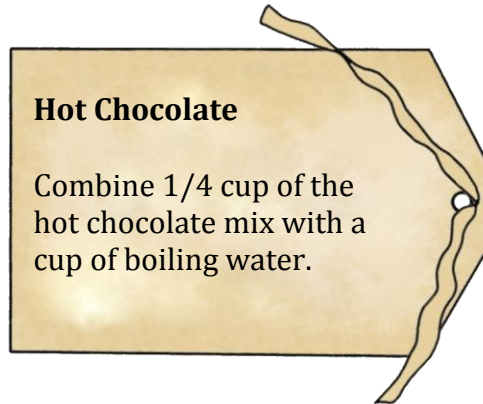 Hot Chocolate
Combine 1/4 cup of the
hot chocolate mix with a
cup of boiling water.